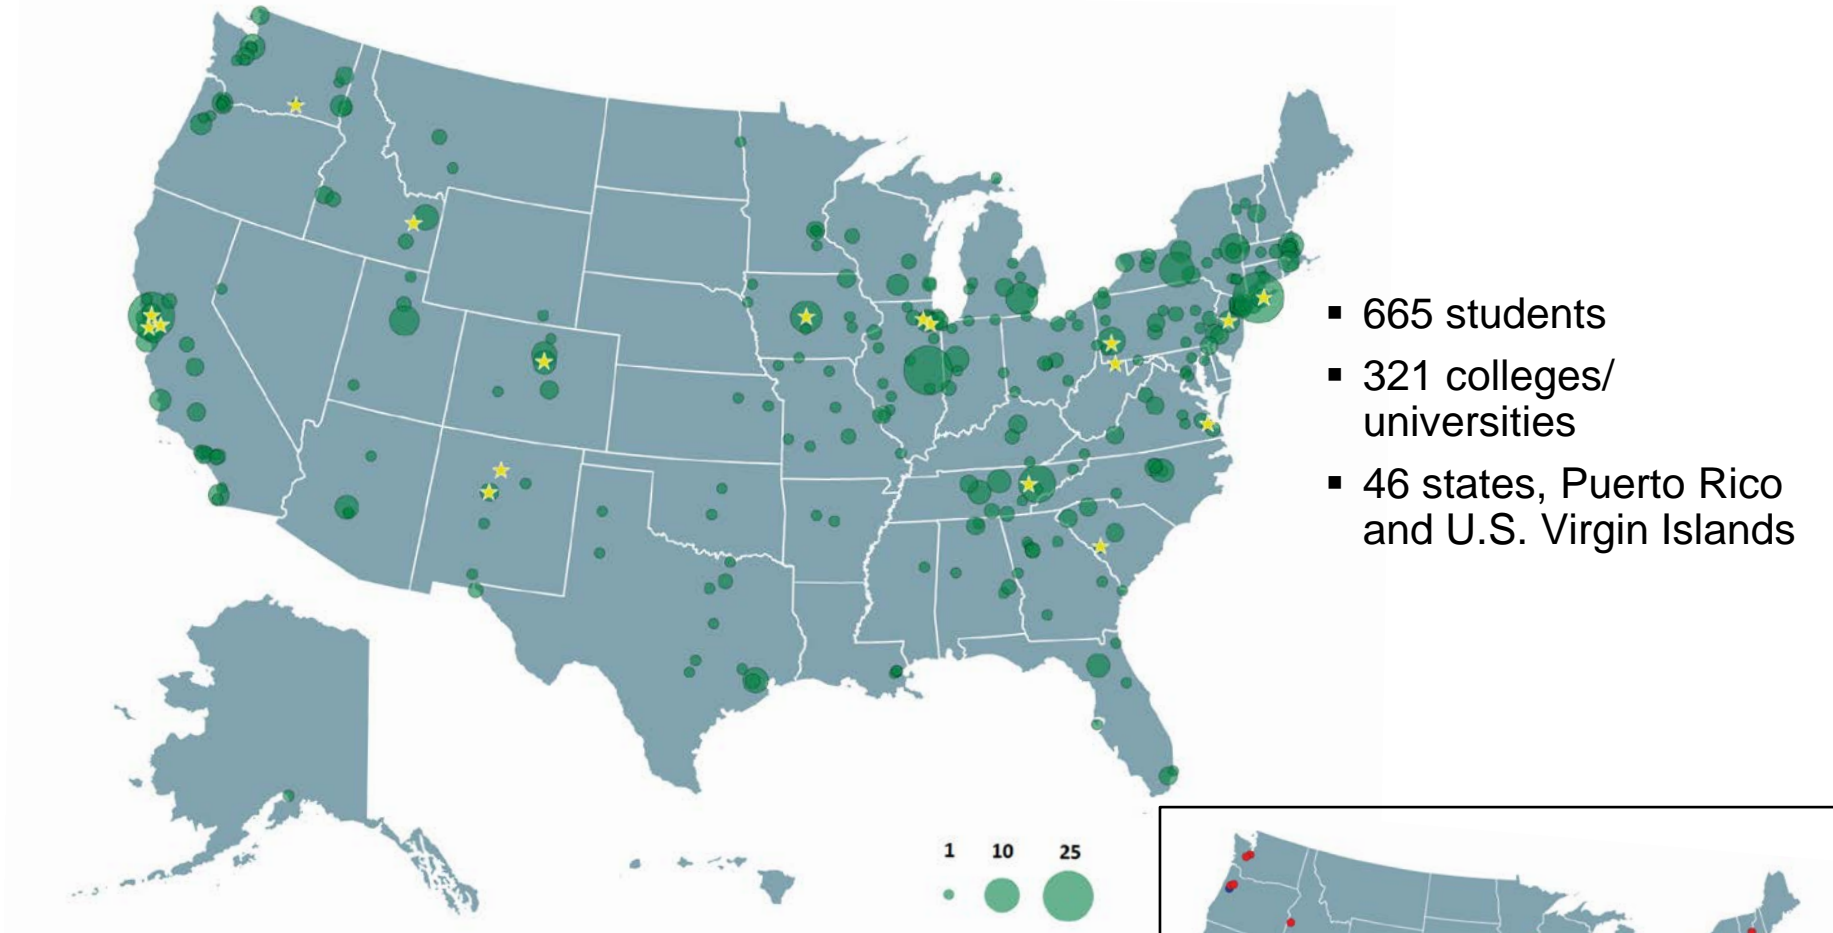 ▪ 665 students
▪ 321 colleges/
universities
▪ 46 states, Puerto Rico
and U.S. Virgin Islands
1 10 25